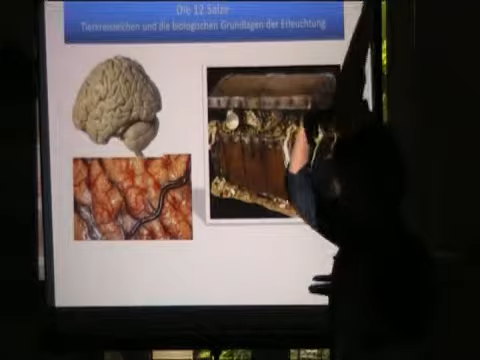 Die 12 Salze
Tierkreiszeichen und die biologischen Grundlagen der Erleuchtung